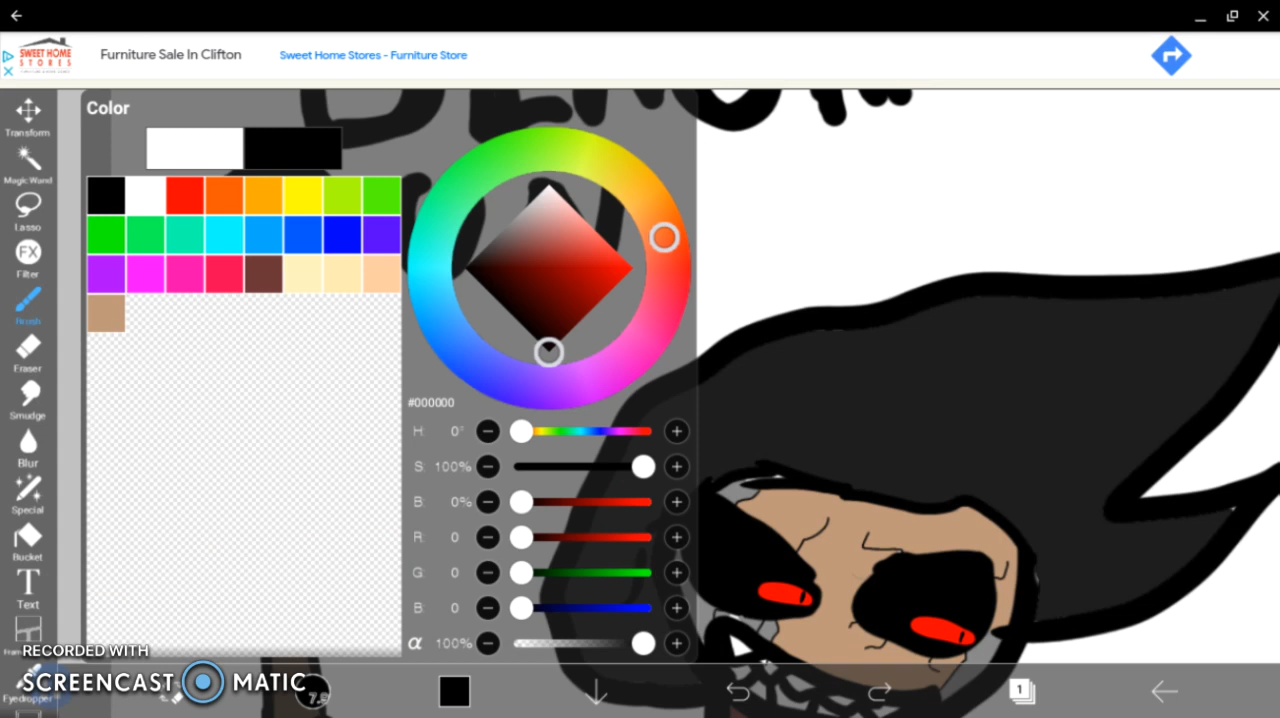 SWEET HOME
STORES
Furniture Sale In Clifton
Sweet Home Stores - Furniture Store
Color
Transform
Magic Wand
Lasso
FX
Filter
Brush
Eraser
Smudge
Blur
Special
Bucket
T
Text
Eyedropper
#000000
H: 0°
S: 100%
B: 0%
R: 0
G: 0
B: 0
α 100%
RECORDED WITH
SCREENCAST MATIC
1